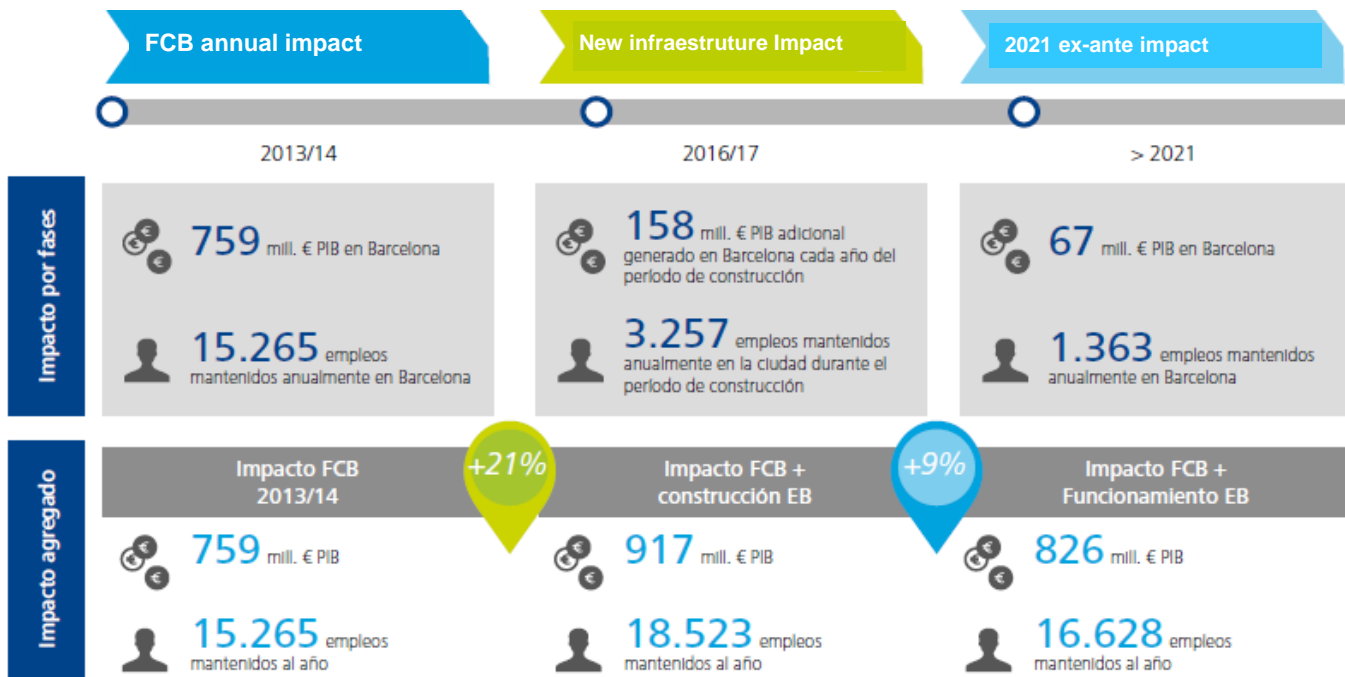 FCB annual impact
New infraestruture Impact
2021 ex-ante impact
2013/14
2016/17
> 2021
Impacto por fases
759 mill. € PIB en Barcelona
15.265 empleos
mantenidos anualmente en Barcelona
158 mill. € PIB adicional
generado en Barcelona cada año del
período de construcción
3.257 empleos mantenidos
anualmente en la ciudad durante el
período de construcción
67 mill. € PIB en Barcelona
1.363 empleos mantenidos
anualmente en Barcelona
Impacto agregado
Impacto FCB
2013/14
+21%
Impacto FCB +
construcción EB
+9%
Impacto FCB +
Funcionamiento EB
759 mill. € PIB
15.265 empleos
mantenidos al año
917 mill. € PIB
18.523 empleos
mantenidos al año
826 mill. € PIB
16.628 empleos
mantenidos al año